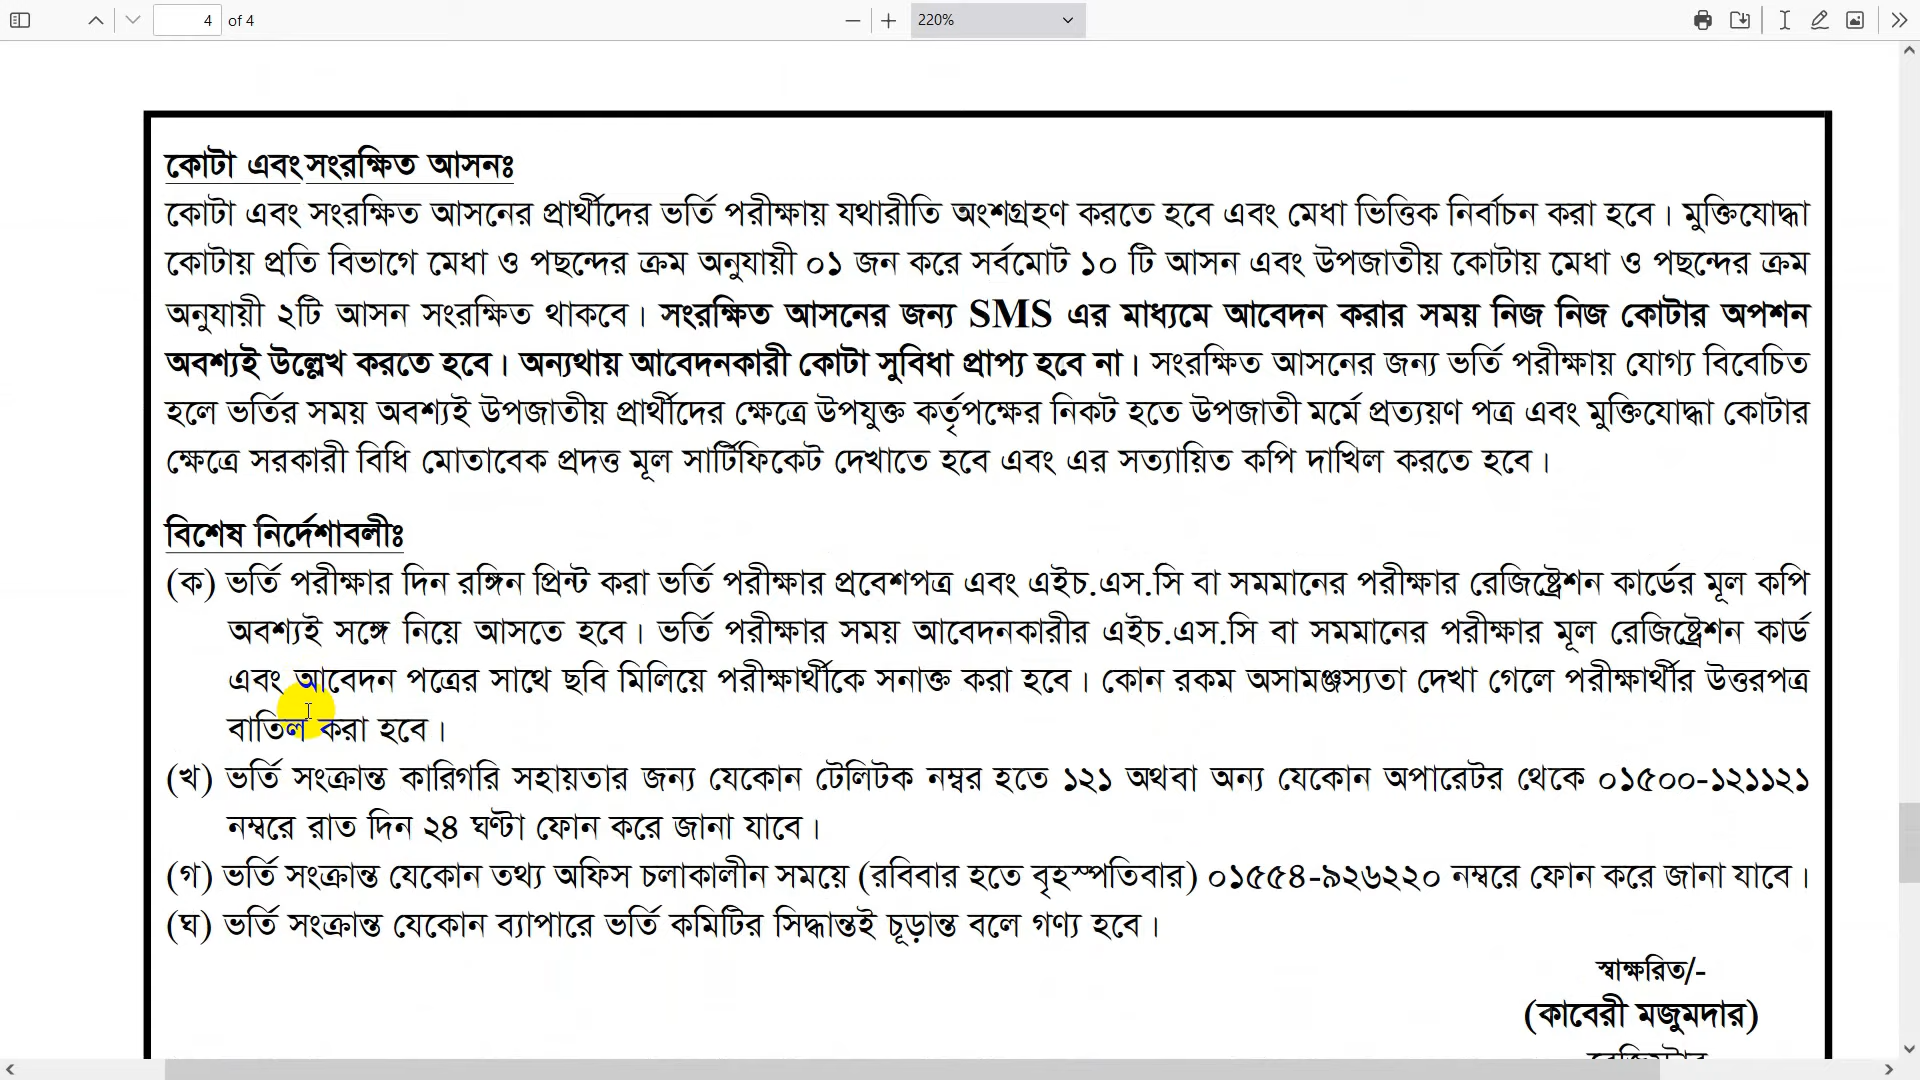 4 of 4 220%
কোটা এবং সংরক্ষিত আসনঃ
কোটা এবং সংরক্ষিত আসনের প্রার্থীদের ভর্তি পরীক্ষায় যথারীতি অংশগ্রহণ করতে হবে এবং মেধা ভিত্তিক নির্বাচন করা হবে। মুক্তিযোদ্ধা
কোটায় প্রতি বিভাগে মেধা ও পছন্দের ক্রম অনুযায়ী ০১ জন করে সর্বমোট ১০ টি আসন এবং উপজাতীয় কোটায় মেধা ও পছন্দের ক্রম
অনুযায়ী ২টি আসন সংরক্ষিত থাকবে। সংরক্ষিত আসনের জন্য SMS এর মাধ্যমে আবেদন করার সময় নিজ নিজ কোটার অপশন
অবশ্যই উল্লেখ করতে হবে। অন্যথায় আবেদনকারী কোটা সুবিধা প্রাপ্য হবে না। সংরক্ষিত আসনের জন্য ভর্তি পরীক্ষায় যোগ্য বিবেচিত
হলে ভর্তির সময় অবশ্যই উপজাতীয় প্রার্থীদের ক্ষেত্রে উপযুক্ত কর্তৃপক্ষের নিকট হতে উপজাতী মর্মে প্রত্যয়ণ পত্র এবং মুক্তিযোদ্ধা কোটার
ক্ষেত্রে সরকারী বিধি মোতাবেক প্রদত্ত মূল সার্টিফিকেট দেখাতে হবে এবং এর সত্যায়িত কপি দাখিল করতে হবে।
বিশেষ নির্দেশাবলীঃ
(ক) ভর্তি পরীক্ষার দিন রঙ্গিন প্রিন্ট করা ভর্তি পরীক্ষার প্রবেশপত্র এবং এইচ.এস.সি বা সমমানের পরীক্ষার রেজিষ্ট্রেশন কার্ডের মূল কপি
অবশ্যই সঙ্গে নিয়ে আসতে হবে। ভর্তি পরীক্ষার সময় আবেদনকারীর এইচ.এস.সি বা সমমানের পরীক্ষার মূল রেজিষ্ট্রেশন কার্ড
এবং আবেদন পত্রের সাথে ছবি মিলিয়ে পরীক্ষার্থীকে সনাক্ত করা হবে। কোন রকম অসামঞ্জস্যতা দেখা গেলে পরীক্ষার্থীর উত্তরপত্র
বাতিল করা হবে।
(খ) ভর্তি সংক্রান্ত কারিগরি সহায়তার জন্য যেকোন টেলিটক নম্বর হতে ১২১ অথবা অন্য যেকোন অপারেটর থেকে ০১৫০০-১২১১২১
নম্বরে রাত দিন ২৪ ঘণ্টা ফোন করে জানা যাবে।
(গ) ভর্তি সংক্রান্ত যেকোন তথ্য অফিস চলাকালীন সময়ে (রবিবার হতে বৃহস্পতিবার) ০১৫৫৪-৯২৬২২০ নম্বরে ফোন করে জানা যাবে।
(ঘ) ভর্তি সংক্রান্ত যেকোন ব্যাপারে ভর্তি কমিটির সিদ্ধান্তই চূড়ান্ত বলে গণ্য হবে।
স্বাক্ষরিত/-
(কাবেরী মজুমদার)